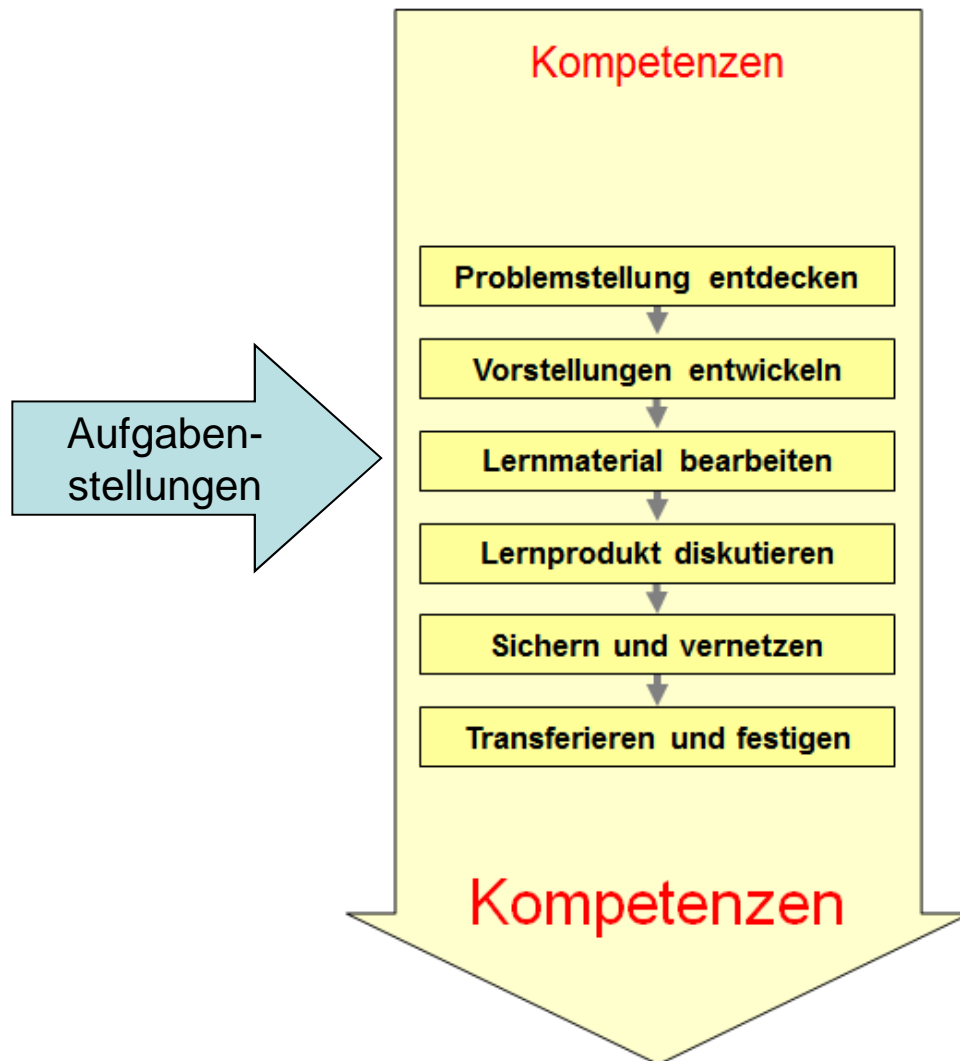 Kompetenzen
Problemstellung entdecken
Vorstellungen entwickeln
Aufgaben-
stellungen
Lernmaterial bearbeiten
Lernprodukt diskutieren
Sichern und vernetzen
Transferieren und festigen
Kompetenzen